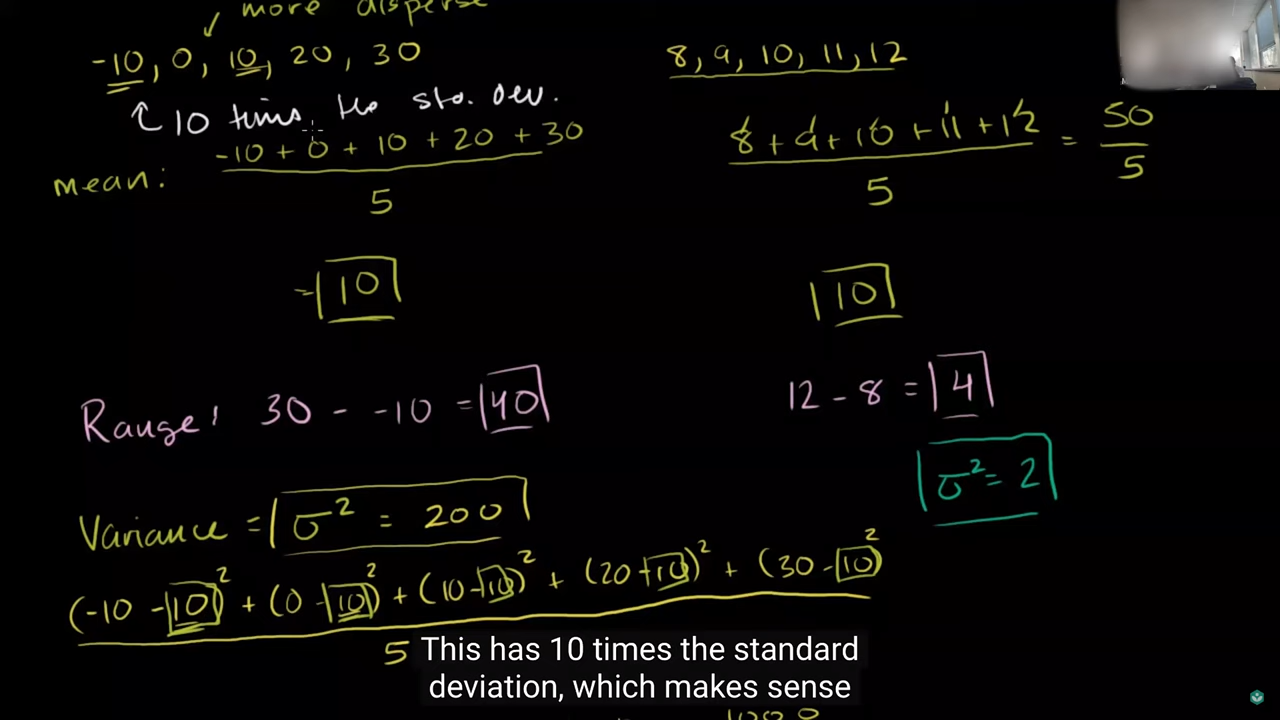 more disperse
-10, 0, 10, 20, 30
8, 9, 10, 11, 12
10 times the std. dev.
mean: -10 + 0 + 10 + 20 + 30
5
8 + 9 + 10 + 11 + 12 = 50
5 5
= 10
10
Range: 30 - -10 = 40
12 - 8 = 4
σ² = 2
Variance = σ² = 200
(-10 - 10)² + (0 - 10)² + (10 - 10)² + (20 - 10)² + (30 - 10)²
5
This has 10 times the standard
deviation, which makes sense